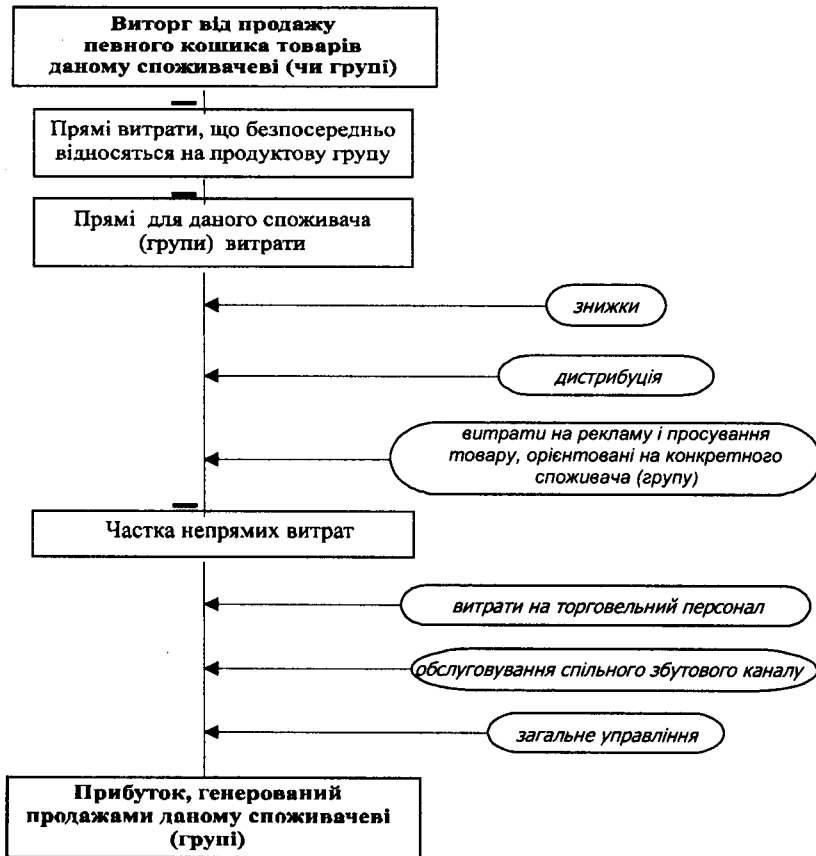 Виторг від продажу
певного кошика товарів
даному споживачеві (чи групі)
Прямі витрати, що безпосередньо
відносяться на продуктову групу
Прямі для даного споживача
(групи) витрати
знижки
дистрибуція
витрати на рекламу і просування
товару, орієнтовані на конкретного
споживача (групу)
Частка непрямих витрат
витрати на торговельний персонал
обслуговування спільного збутового каналу
загальне управління
Прибуток, генерований
продажами даному споживачеві
(групі)